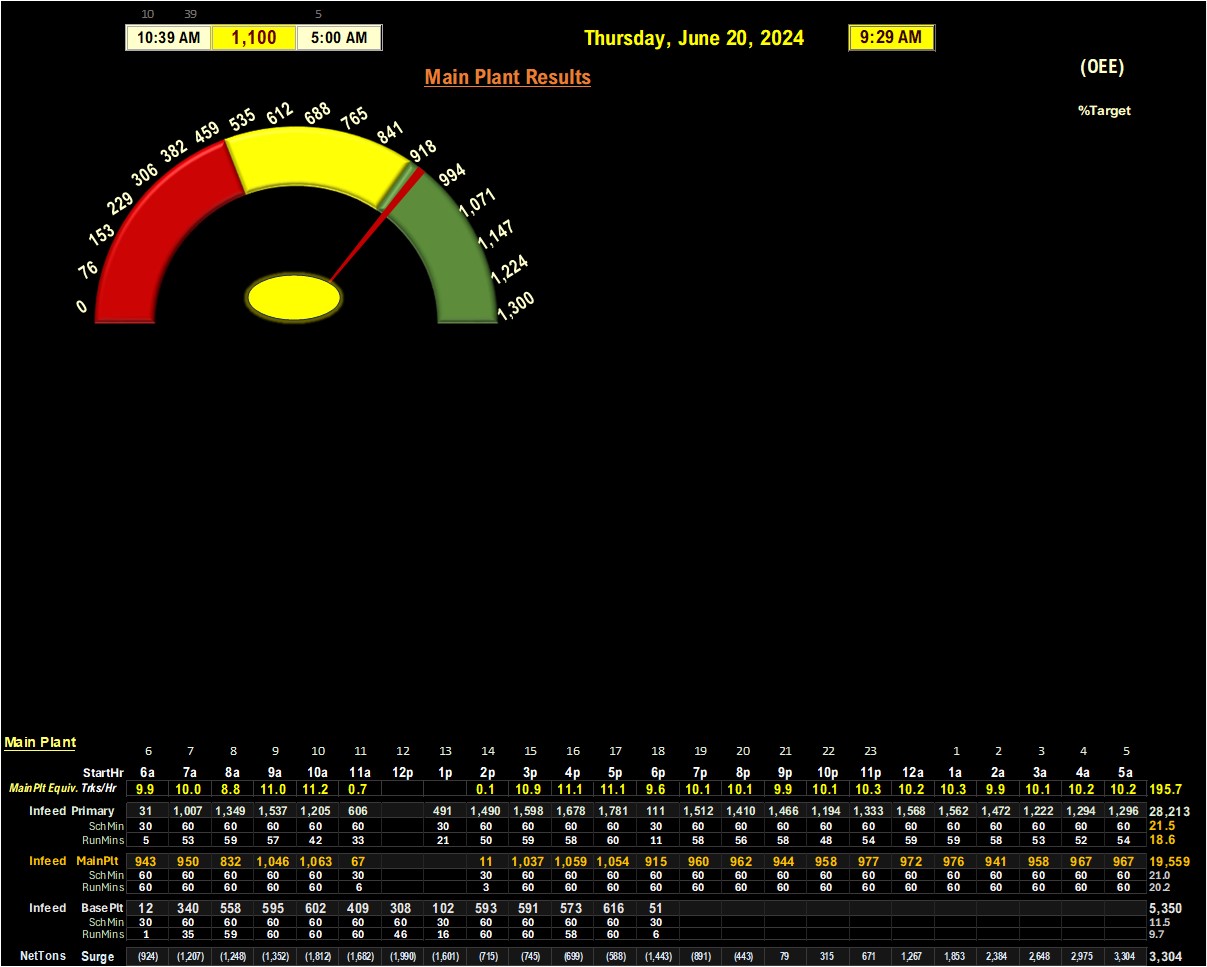 10 39 5
10:39 AM 1,100 5:00 AM Thursday, June 20, 2024 9:29 AM
(OEE)
Main Plant Results
%Target
0 76 153 229 306 382 459 535 612 688 765 841 918 994 1,071 1,147 1,224 1,300
Main Plant
6 7 8 9 10 11 12 13 14 15 16 17 18 19 20 21 22 23 1 2 3 4 5
StartHr 6a 7a 8a 9a 10a 11a 12p 1p 2p 3p 4p 5p 6p 7p 8p 9p 10p 11p 12a 1a 2a 3a 4a 5a
MainPlt Equiv. Trks/Hr 9.9 10.0 8.8 11.0 11.2 0.7 0.1 10.9 11.1 11.1 9.6 10.1 10.1 9.9 10.1 10.3 10.2 10.3 9.9 10.1 10.2 10.2 195.7
Infeed Primary 31 1,007 1,349 1,537 1,205 606 491 1,490 1,598 1,678 1,781 111 1,512 1,410 1,466 1,194 1,333 1,568 1,562 1,472 1,222 1,294 1,296 28,213
SchMin 30 60 60 60 60 60 30 60 60 60 60 30 60 60 60 60 60 60 60 60 60 60 60 21.5
RunMins 5 53 59 57 42 33 21 50 59 58 60 11 58 56 58 48 54 59 59 58 53 52 54 18.6
Infeed MainPlt 943 950 832 1,046 1,063 67 11 1,037 1,059 1,054 915 960 962 944 958 977 972 976 941 958 967 967 19,559
SchMin 60 60 60 60 60 30 30 60 60 60 60 60 60 60 60 60 60 60 60 60 60 60 21.0
RunMins 60 60 60 60 60 6 3 60 60 60 60 60 60 60 60 60 60 60 60 60 60 60 20.2
Infeed BasePlt 12 340 558 595 602 409 308 102 593 591 573 616 51 5,350
SchMin 30 60 60 60 60 60 60 30 60 60 60 60 30 11.5
RunMins 1 35 59 60 60 60 46 16 60 60 58 60 6 9.7
NetTons Surge (924) (1,207) (1,248) (1,352) (1,812) (1,682) (1,990) (1,601) (715) (745) (699) (588) (1,443) (891) (443) 79 315 671 1,267 1,853 2,384 2,648 2,975 3,304 3,304